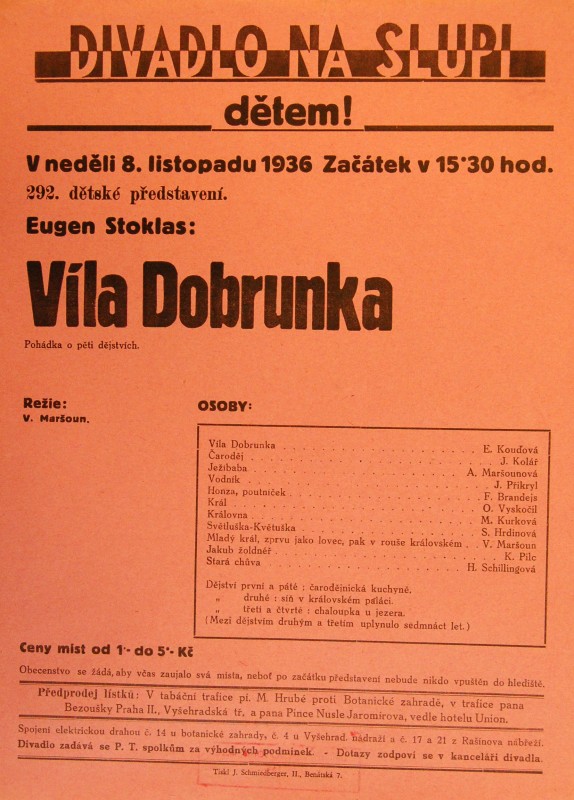 DIVADLO NA SLUPI
dětem!
V neděli 8. listopadu 1936 Začátek v 15·30 hod.
292. dětské představení.
Eugen Stoklas:
Víla Dobrunka
Pohádka o pěti dějstvích.
Režie:
V. Maršoun.
OSOBY:
Víla Dobrunka . . . E. Kouďová
Čaroděj . . . J. Kolář
Ježibaba . . . A. Maršounová
Vodník . . . J. Přikryl
Honza, poutníček . . . F. Brandejs
Král . . . O. Vyskočil
Královna . . . M. Kurková
Světluška-Květuška . . . S. Hrdinová
Mladý král, zprvu jako lovec, pak v rouše královském . V. Maršoun
Jakub žoldnéř . . . K. Pilc
Stará chůva . . . H. Schillingová
Dějství první a páté : čarodějnická kuchyně.
„ druhé : síň v královském paláci.
„ třetí a čtvrté : chaloupka u jezera.
(Mezi dějstvím druhým a třetím uplynulo sedmnáct let.)
Ceny míst od 1·- do 5·- Kč
Obecenstvo se žádá, aby včas zaujalo svá místa, neboť po začátku představení nebude nikdo vpuštěn do hlediště.
Předprodej lístků: V tabáční trafice pí. M. Hrubé proti Botanické zahradě, v trafice pana
Bezoušky Praha II., Vyšehradská tř, a pana Pince Nusle Jaromírova, vedle hotelu Union.
Spojení elektrickou drahou č. 14 u botanické zahrady, č. 4 u Vyšehrad. nádraží a č. 17 a 21 z Rašínova nábřeží.
Divadlo zadává se P. T. spolkům za výhodných podmínek - Dotazy zodpoví se v kanceláři divadla.
Tiskl J. Schmiedberger, II., Benátská 7.